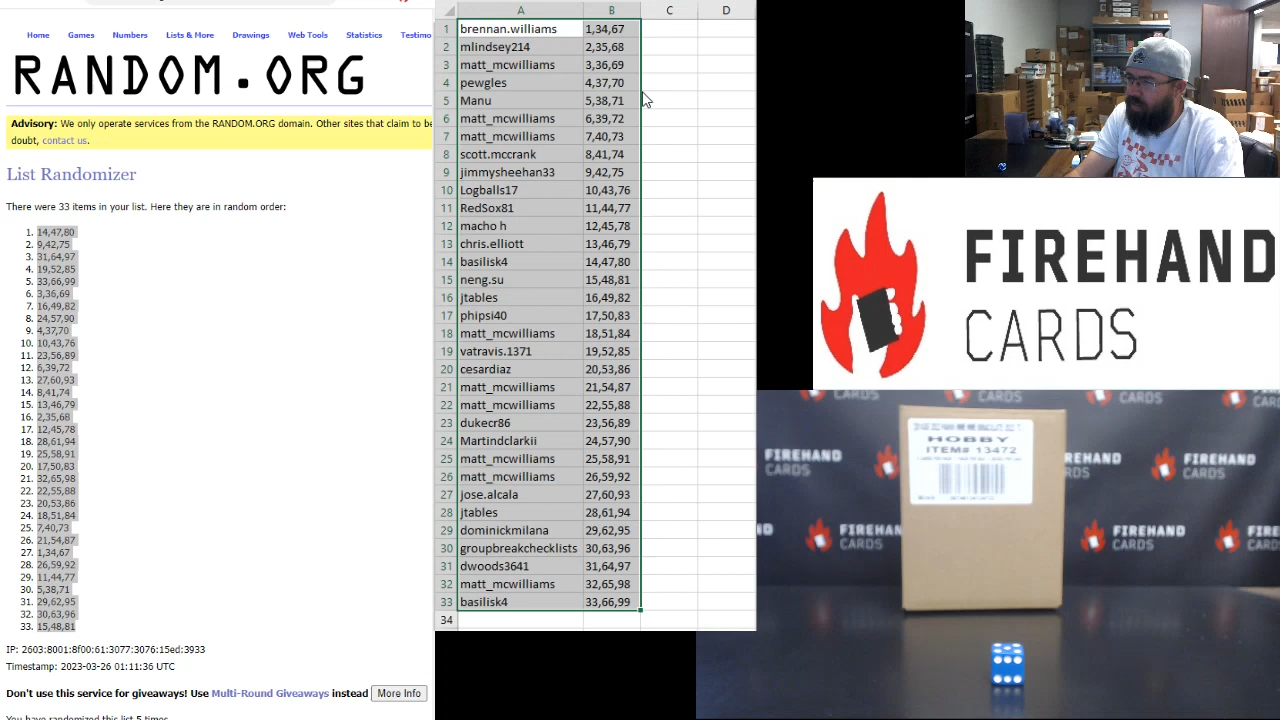 Home Games Numbers Lists & More Drawings Web Tools Statistics Testimo
RANDOM.ORG
Advisory: We only operate services from the RANDOM.ORG domain. Other sites that claim to be
doubt, contact us.
List Randomizer
There were 33 items in your list. Here they are in random order:
1. 14,47,80
2. 9,42,75
3. 31,64,97
4. 19,52,85
5. 33,66,99
6. 3,36,69
7. 16,49,82
8. 24,57,90
9. 4,37,70
10. 10,43,76
11. 23,56,89
12. 6,39,72
13. 27,60,93
14. 8,41,74
15. 13,46,79
16. 2,35,68
17. 12,45,78
18. 28,61,94
19. 25,58,91
20. 17,50,83
21. 32,65,98
22. 22,55,88
23. 20,53,86
24. 18,51,84
25. 7,40,73
26. 21,54,87
27. 1,34,67
28. 26,59,92
29. 11,44,77
30. 5,38,71
31. 29,62,95
32. 30,63,96
33. 15,48,81
IP: 2603:8001:8f00:61:3077:3076:15ed:3933
Timestamp: 2023-03-26 01:11:36 UTC
Don't use this service for giveaways! Use Multi-Round Giveaways instead More Info
You have randomized this list 5 times
A B C D
1 brennan.williams 1,34,67
2 mlindsey214 2,35,68
3 matt_mcwilliams 3,36,69
4 pewgles 4,37,70
5 Manu 5,38,71
6 matt_mcwilliams 6,39,72
7 matt_mcwilliams 7,40,73
8 scott.mccrank 8,41,74
9 jimmysheehan33 9,42,75
10 Logballs17 10,43,76
11 RedSox81 11,44,77
12 macho h 12,45,78
13 chris.elliott 13,46,79
14 basilisk4 14,47,80
15 neng.su 15,48,81
16 jtables 16,49,82
17 phipsi40 17,50,83
18 matt_mcwilliams 18,51,84
19 vatravis.1371 19,52,85
20 cesardiaz 20,53,86
21 matt_mcwilliams 21,54,87
22 matt_mcwilliams 22,55,88
23 dukecr86 23,56,89
24 Martindclarkii 24,57,90
25 matt_mcwilliams 25,58,91
26 matt_mcwilliams 26,59,92
27 jose.alcala 27,60,93
28 jtables 28,61,94
29 dominickmilana 29,62,95
30 groupbreakchecklists 30,63,96
31 dwoods3641 31,64,97
32 matt_mcwilliams 32,65,98
33 basilisk4 33,66,99
34
FIREHAND
CARDS
HOBBY
ITEM# 13472
FIREHAND
CARDS
FIREHAND
CARDS
FIREHAND
CARDS